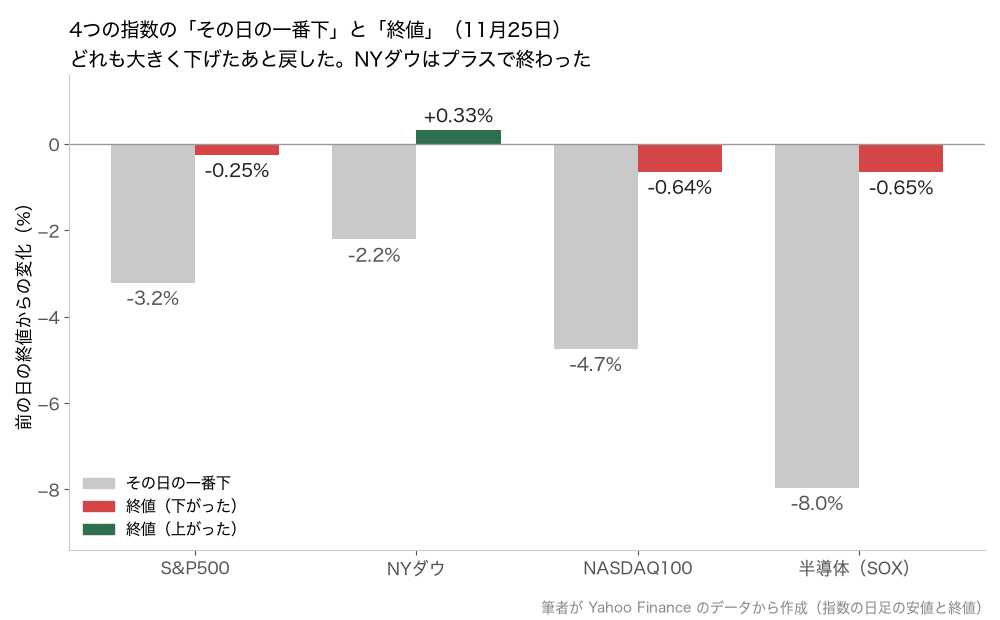 4つの指数の「その日の一番下」と「終値」（11月25日）
どれも大きく下げたあと戻した。NYダウはプラスで終わった
前の日の終値からの変化（%）
0
−2
−4
−6
−8
+0.33%
-0.25%
-0.64%
-0.65%
-2.2%
-3.2%
-4.7%
-8.0%
その日の一番下
終値（下がった）
終値（上がった）
S&P500
NYダウ
NASDAQ100
半導体（SOX）
筆者が Yahoo Finance のデータから作成（指数の日足の安値と終値）